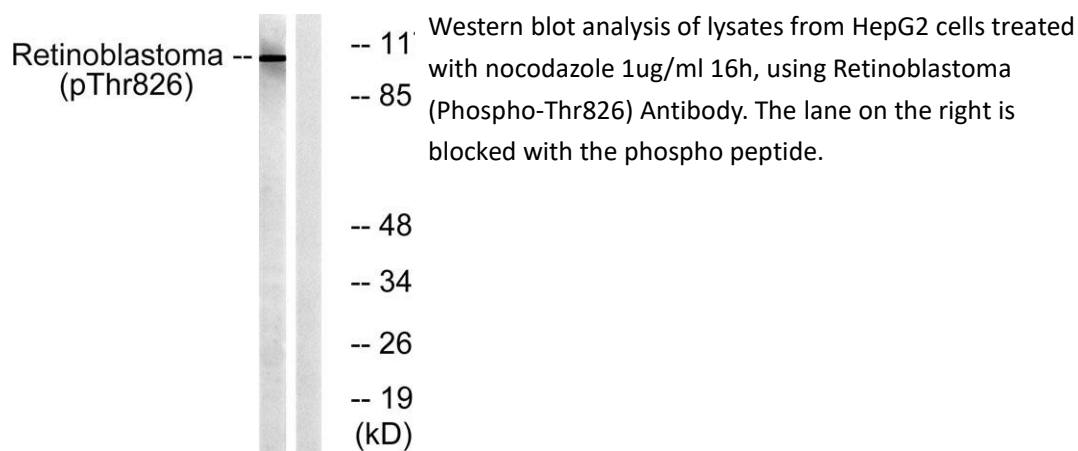 Retinoblastoma --
(pThr826)
-- 11
-- 85
-- 48
-- 34
-- 26
-- 19
(kD)
Western blot analysis of lysates from HepG2 cells treated
with nocodazole 1ug/ml 16h, using Retinoblastoma
(Phospho-Thr826) Antibody. The lane on the right is
blocked with the phospho peptide.